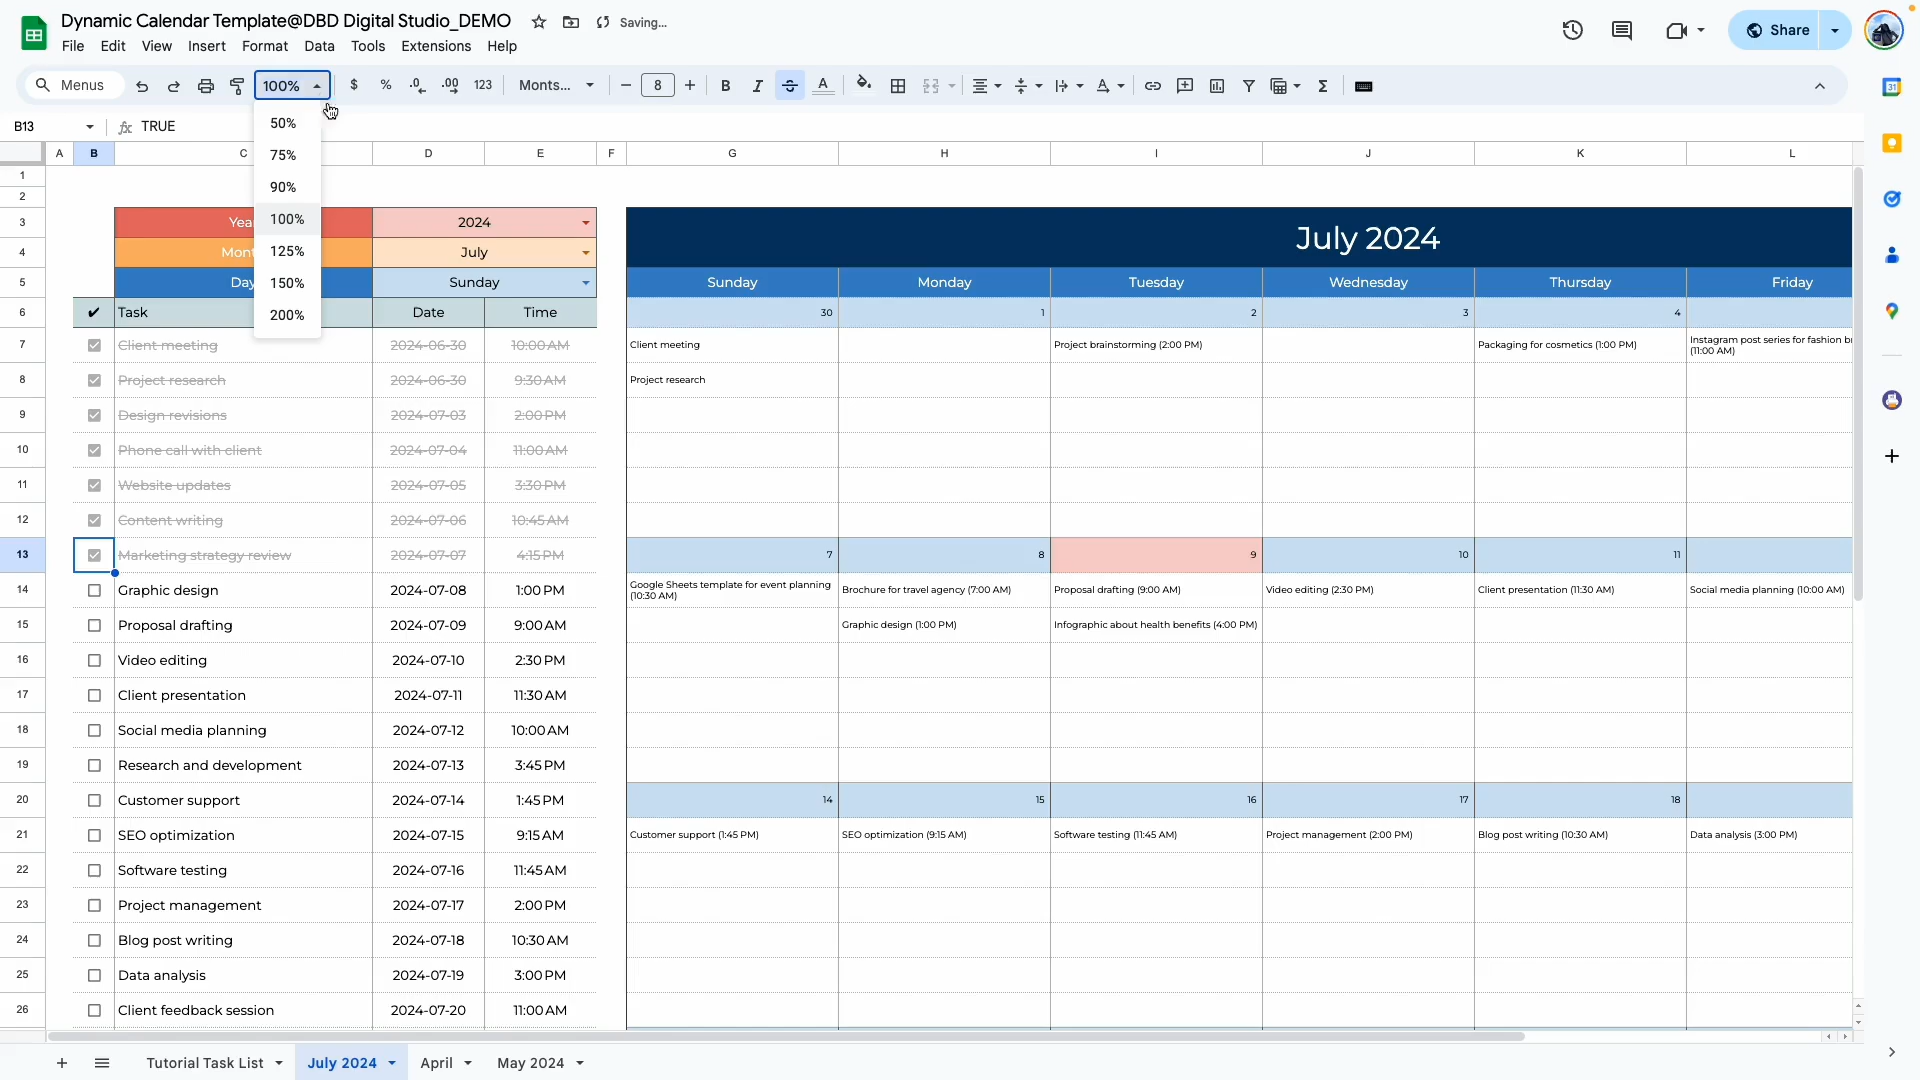 Dynamic Calendar Template@DBD Digital Studio_DEMO
Saving...
File Edit View Insert Format Data Tools Extensions Help
Share
Menus
100%
$ % .0 .00 123
Monts...
8
B I A
50%
75%
90%
100%
125%
150%
200%
B13 fx TRUE
A B C D E F G H I J K L
1
2
3 Year 2024
July 2024
4 Mont July
5 Day Sunday
Sunday Monday Tuesday Wednesday Thursday Friday
6 ✔ Task Date Time 30 1 2 3 4
7 Client meeting 2024-06-30 10:00 AM Client meeting Project brainstorming (2:00 PM) Packaging for cosmetics (1:00 PM) Instagram post series for fashion br
(11:00 AM)
8 Project research 2024-06-30 9:30 AM Project research
9 Design revisions 2024-07-03 2:00 PM
10 Phone call with client 2024-07-04 11:00 AM
11 Website updates 2024-07-05 3:30 PM
12 Content writing 2024-07-06 10:45 AM
13 Marketing strategy review 2024-07-07 4:15 PM 7 8 9 10 11
14 Graphic design 2024-07-08 1:00 PM Google Sheets template for event planning
(10:30 AM) Brochure for travel agency (7:00 AM) Proposal drafting (9:00 AM) Video editing (2:30 PM) Client presentation (11:30 AM) Social media planning (10:00 AM)
15 Proposal drafting 2024-07-09 9:00 AM Graphic design (1:00 PM) Infographic about health benefits (4:00 PM)
16 Video editing 2024-07-10 2:30 PM
17 Client presentation 2024-07-11 11:30 AM
18 Social media planning 2024-07-12 10:00 AM
19 Research and development 2024-07-13 3:45 PM
20 Customer support 2024-07-14 1:45 PM 14 15 16 17 18
21 SEO optimization 2024-07-15 9:15 AM Customer support (1:45 PM) SEO optimization (9:15 AM) Software testing (11:45 AM) Project management (2:00 PM) Blog post writing (10:30 AM) Data analysis (3:00 PM)
22 Software testing 2024-07-16 11:45 AM
23 Project management 2024-07-17 2:00 PM
24 Blog post writing 2024-07-18 10:30 AM
25 Data analysis 2024-07-19 3:00 PM
26 Client feedback session 2024-07-20 11:00 AM
Tutorial Task List July 2024 April May 2024